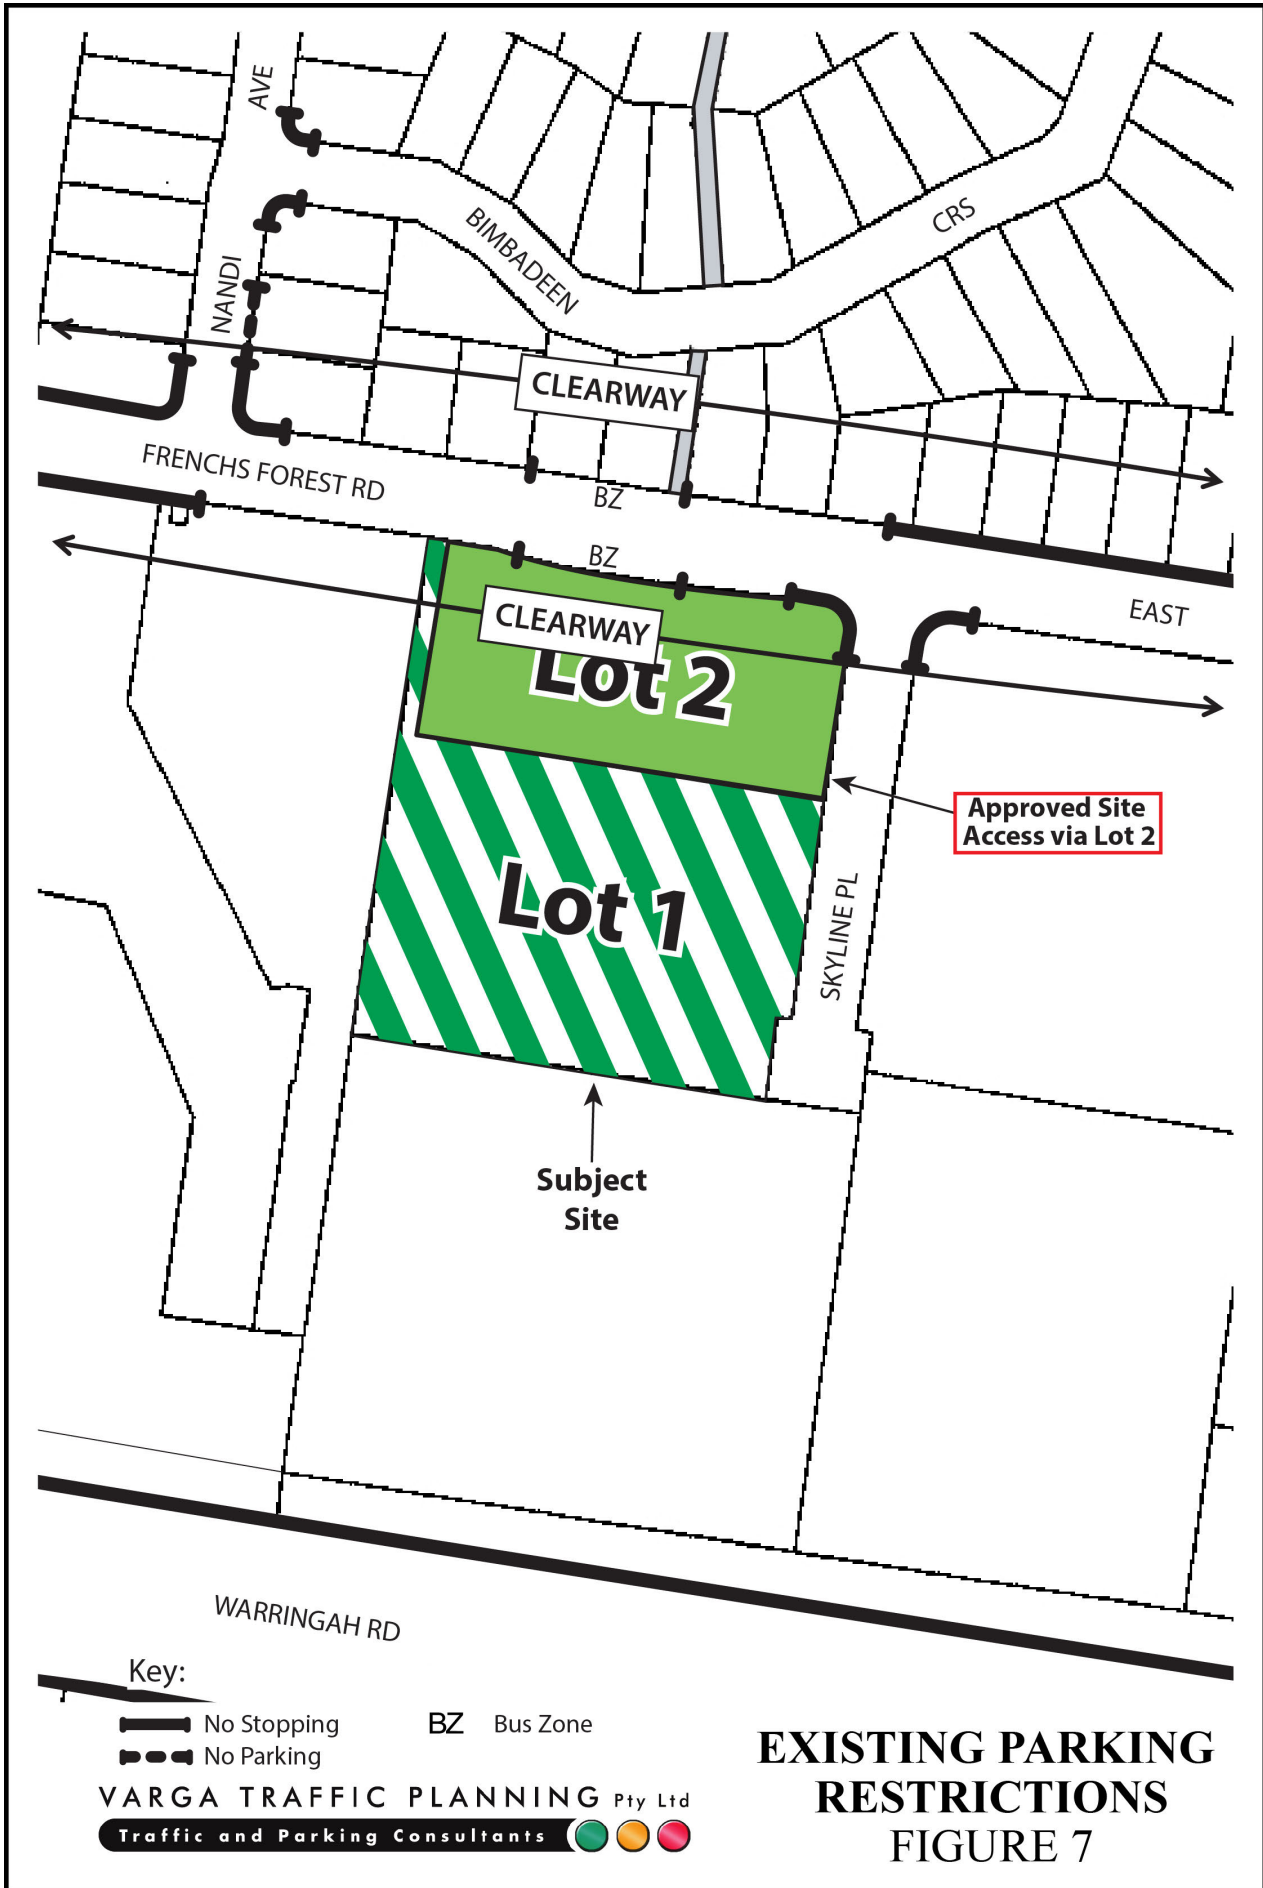 AVE
BIMBADEEN
CRS
NANDI
CLEARWAY
FRENCHS FOREST RD
BZ
BZ
EAST
CLEARWAY
Lot 2
Approved Site
Access via Lot 2
Lot 1
SKYLINE PL
Subject
Site
WARRINGAH RD
Key:
No Stopping
BZ Bus Zone
No Parking
VARGA TRAFFIC PLANNING Pty Ltd
Traffic and Parking Consultants
EXISTING PARKING
RESTRICTIONS
FIGURE 7